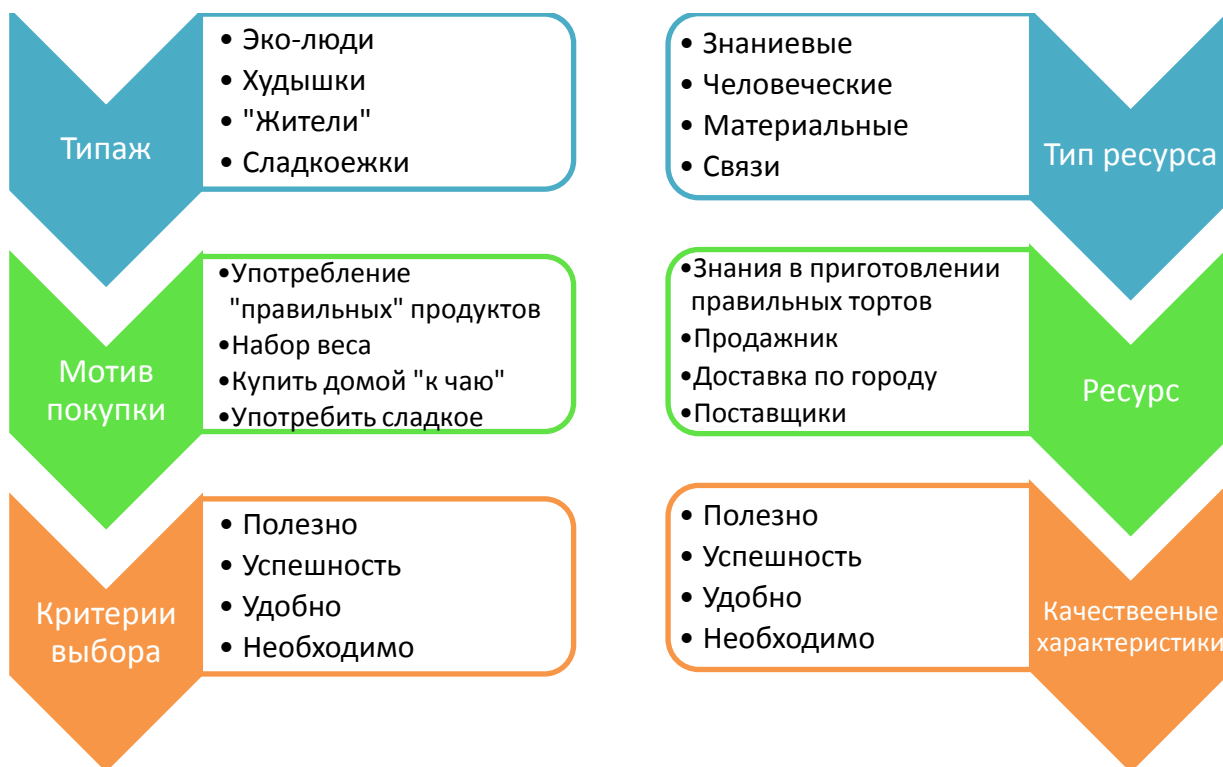 Типаж
• Эко-люди
• Худышки
• "Жители"
• Сладкоежки
Мотив
покупки
•Употребление
"правильных" продуктов
•Набор веса
•Купить домой "к чаю"
•Употребить сладкое
Критерии
выбора
• Полезно
• Успешность
• Удобно
• Необходимо
• Знаниевые
• Человеческие
• Материальные
• Связи
Тип ресурса
•Знания в приготовлении
правильных тортов
•Продажник
•Доставка по городу
•Поставщики
Ресурс
• Полезно
• Успешность
• Удобно
• Необходимо
Качествееные
характеристики